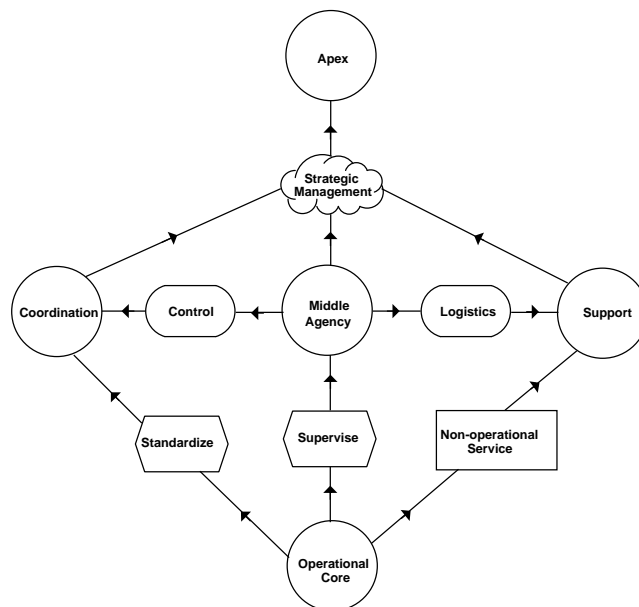 Apex
Strategic
Management
Coordination
Control
Middle
Agency
Logistics
Support
Standardize
Supervise
Non-operational
Service
Operational
Core